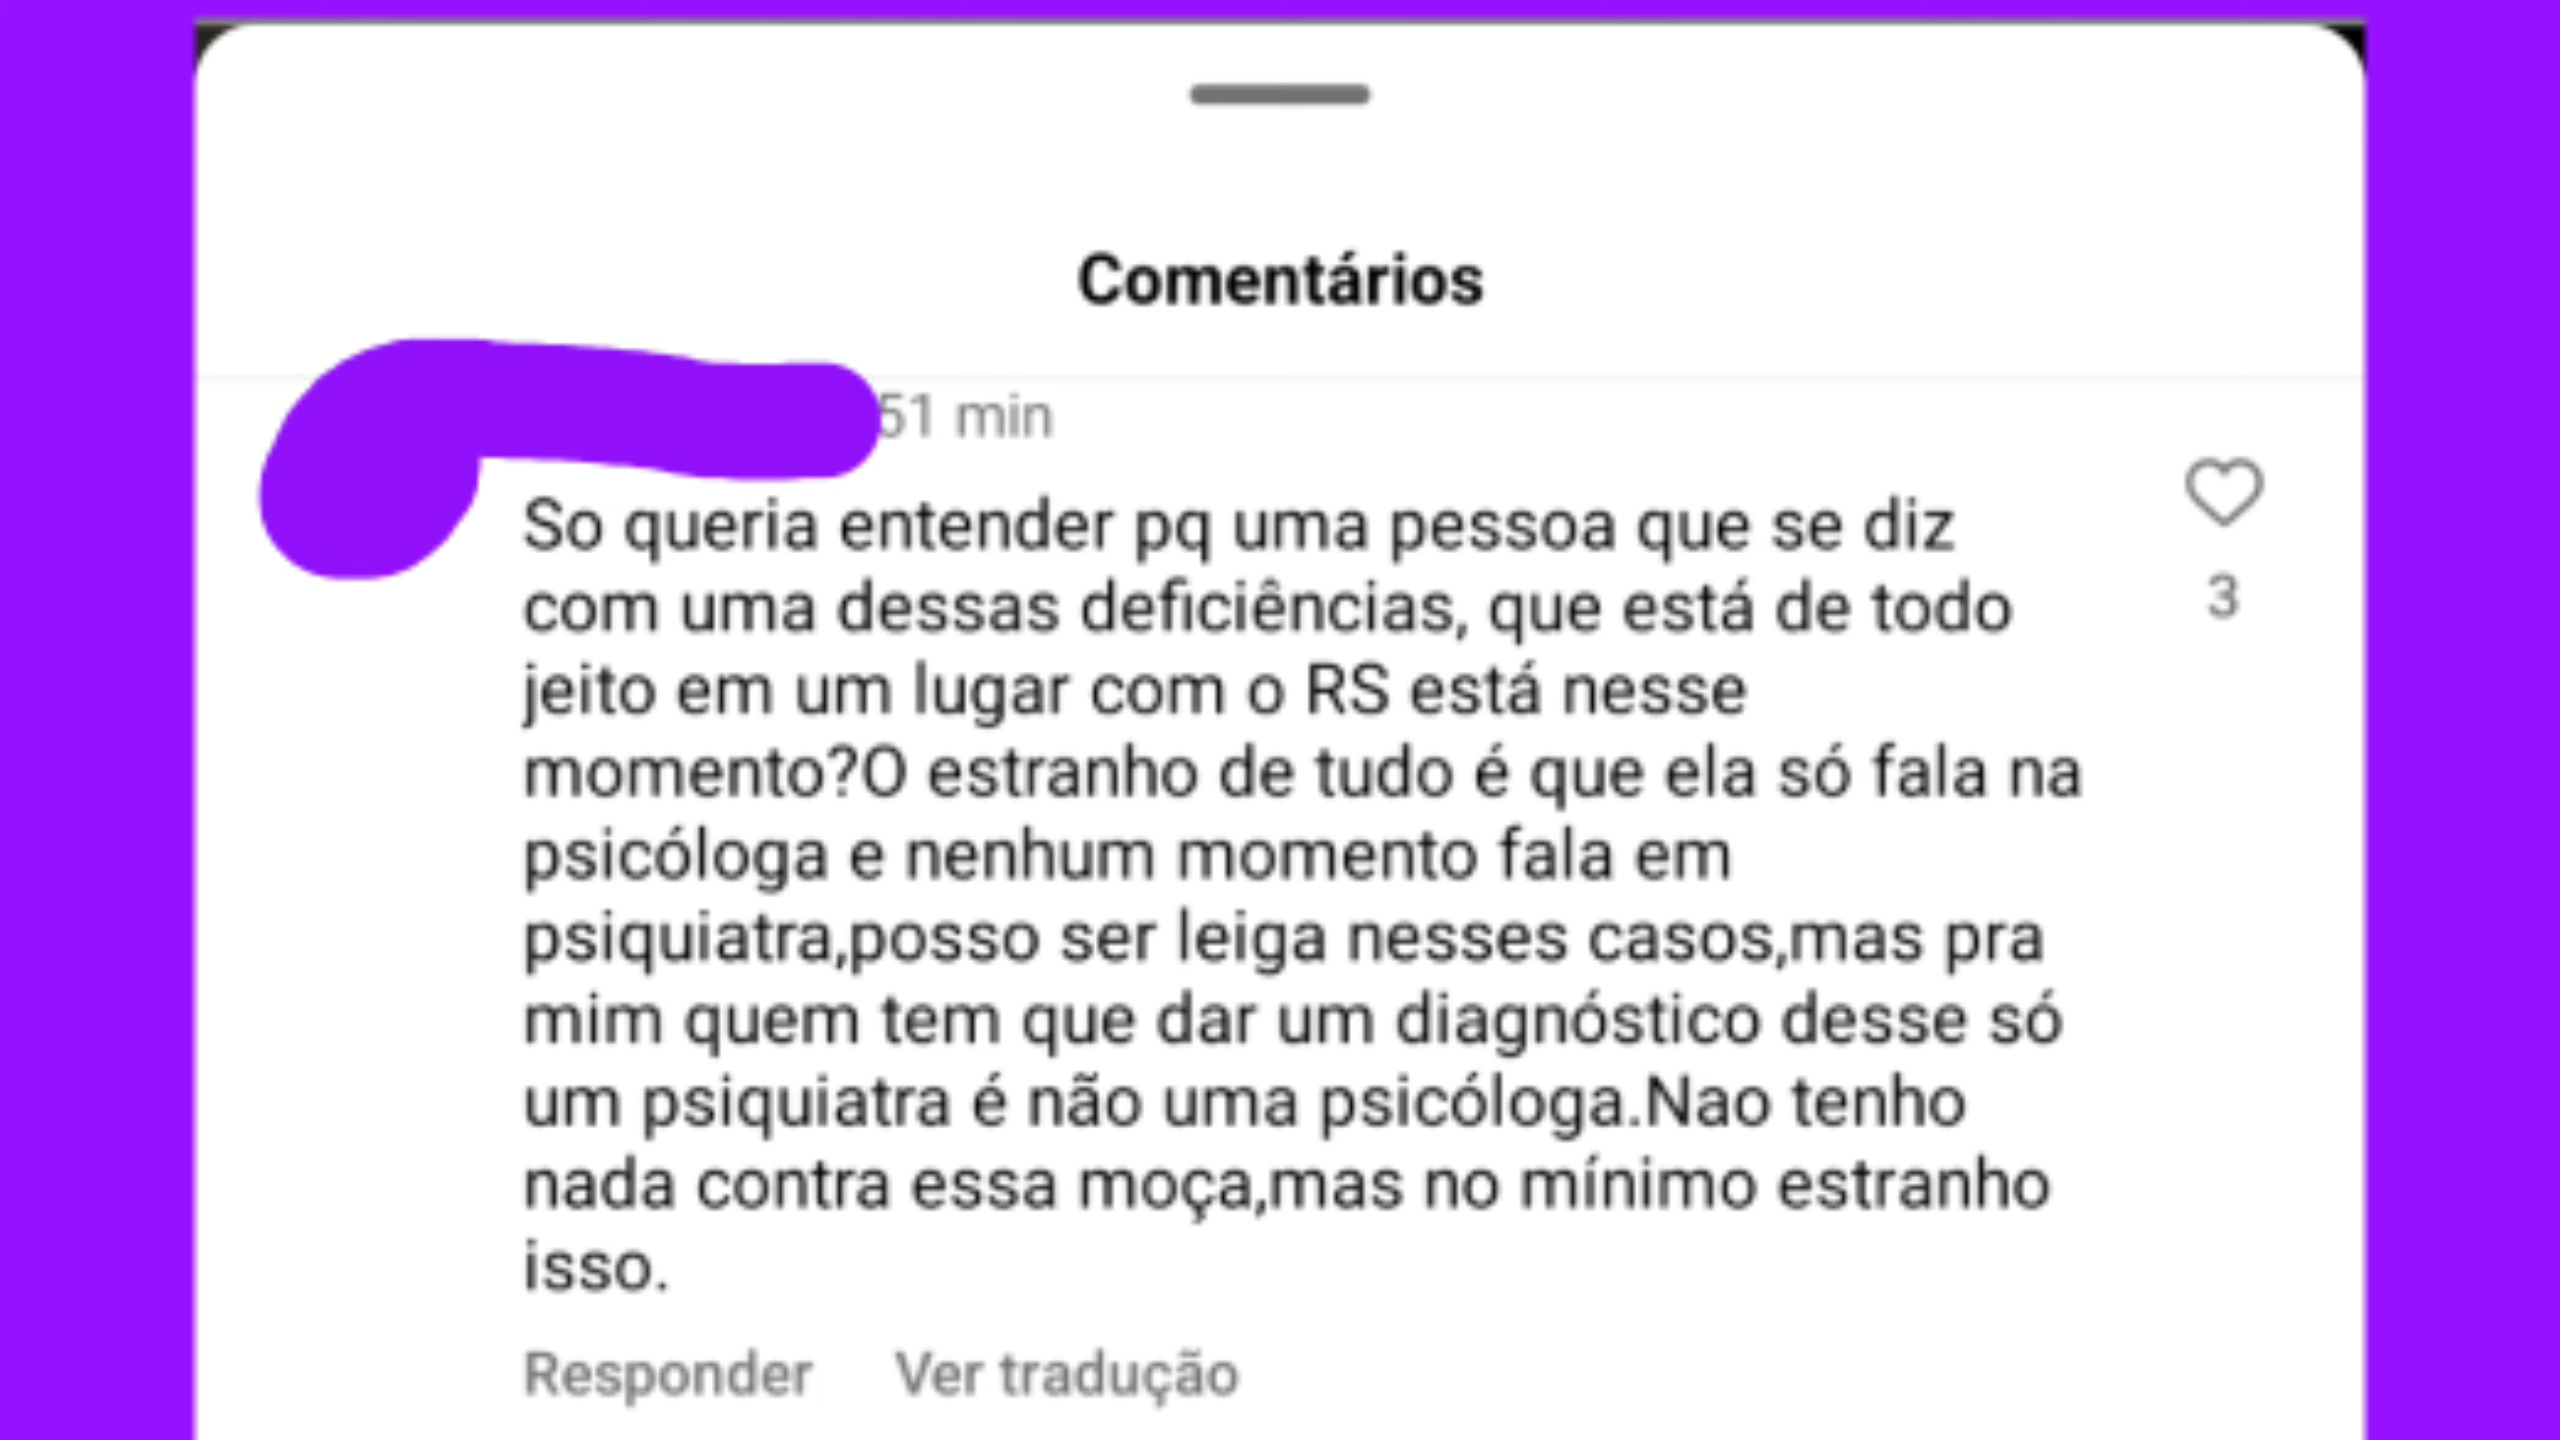 Comentários
51 min
So queria entender pq uma pessoa que se diz
com uma dessas deficiências, que está de todo
jeito em um lugar com o RS está nesse
momento?O estranho de tudo é que ela só fala na
psicóloga e nenhum momento fala em
psiquiatra,posso ser leiga nesses casos,mas pra
mim quem tem que dar um diagnóstico desse só
um psiquiatra é não uma psicóloga.Nao tenho
nada contra essa moça,mas no mínimo estranho
isso.
3
Responder Ver tradução